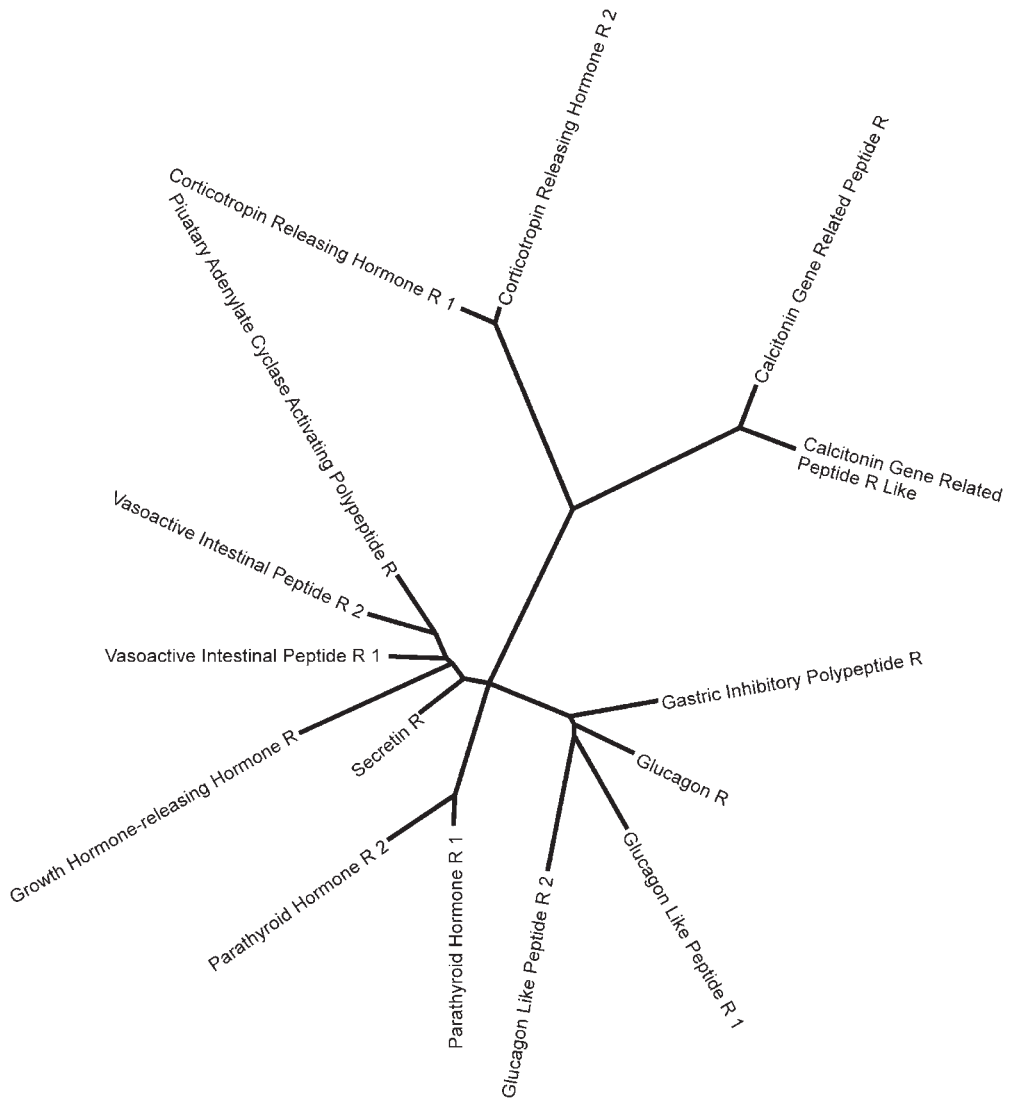 Corticotropin Releasing Hormone R 2
Calcitonin Gene Related Peptide R
Corticotropin Releasing Hormone R 1
Piuatary Adenylate Cyclase Activating Polypeptide R
Calcitonin Gene Related
Peptide R Like
Vasoactive Intestinal Peptide R 2
Vasoactive Intestinal Peptide R 1
Gastric Inhibitory Polypeptide R
Growth Hormone-releasing Hormone R
Secretin R
Glucagon R
Parathyroid Hormone R 2
Parathyroid Hormone R 1
Glucagon Like Peptide R 2
Glucagon Like Peptide R 1